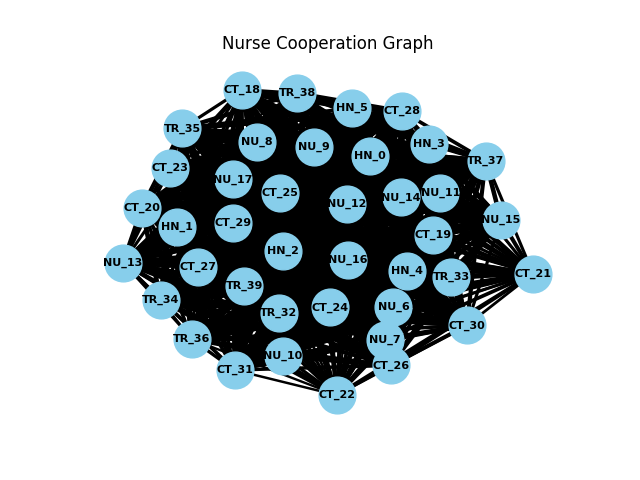 Nurse Cooperation Graph
CT_18
TR_38
HN_5
CT_28
TR_35
NU_8
NU_9
HN_0
HN_3
TR_37
CT_23
NU_17
CT_25
NU_12
NU_14
NU_11
CT_20
HN_1
CT_29
CT_19
NU_15
NU_13
CT_27
HN_2
NU_16
HN_4
TR_33
CT_21
TR_34
TR_39
TR_32
CT_24
NU_6
CT_30
TR_36
NU_10
NU_7
CT_31
CT_26
CT_22